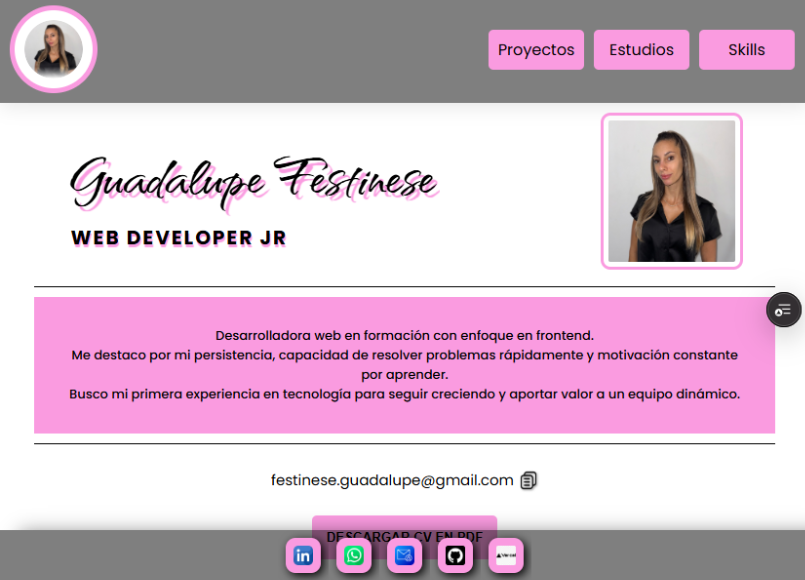 Proyectos
Estudios
Skills
Guadalupe Festinese
WEB DEVELOPER JR
Desarrolladora web en formación con enfoque en frontend.
Me destaco por mi persistencia, capacidad de resolver problemas rápidamente y motivación constante
por aprender.
Busco mi primera experiencia en tecnología para seguir creciendo y aportar valor a un equipo dinámico.
festinese.guadalupe@gmail.com
DESCARGAR CV EN PDF
in
Vercel